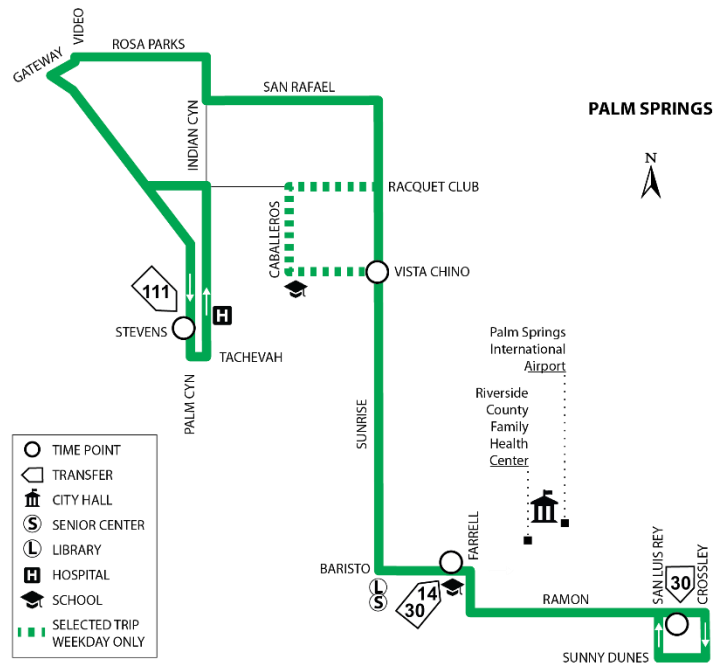 VIDEO
GATEWAY
ROSA PARKS
SAN RAFAEL
PALM SPRINGS
INDIAN CYN
N
RACQUET CLUB
CABALLEROS
VISTA CHINO
111
H
STEVENS
TACHEVAH
PALM CYN
Palm Springs
International
Airport
Riverside
County
Family
Health
Center
SUNRISE
TIME POINT
TRANSFER
CITY HALL
S SENIOR CENTER
L LIBRARY
H HOSPITAL
SCHOOL
SELECTED TRIP
WEEKDAY ONLY
FARRELL
BARISTO
L
S
14
30
RAMON
SAN LUIS REY
30
CROSSLEY
SUNNY DUNES